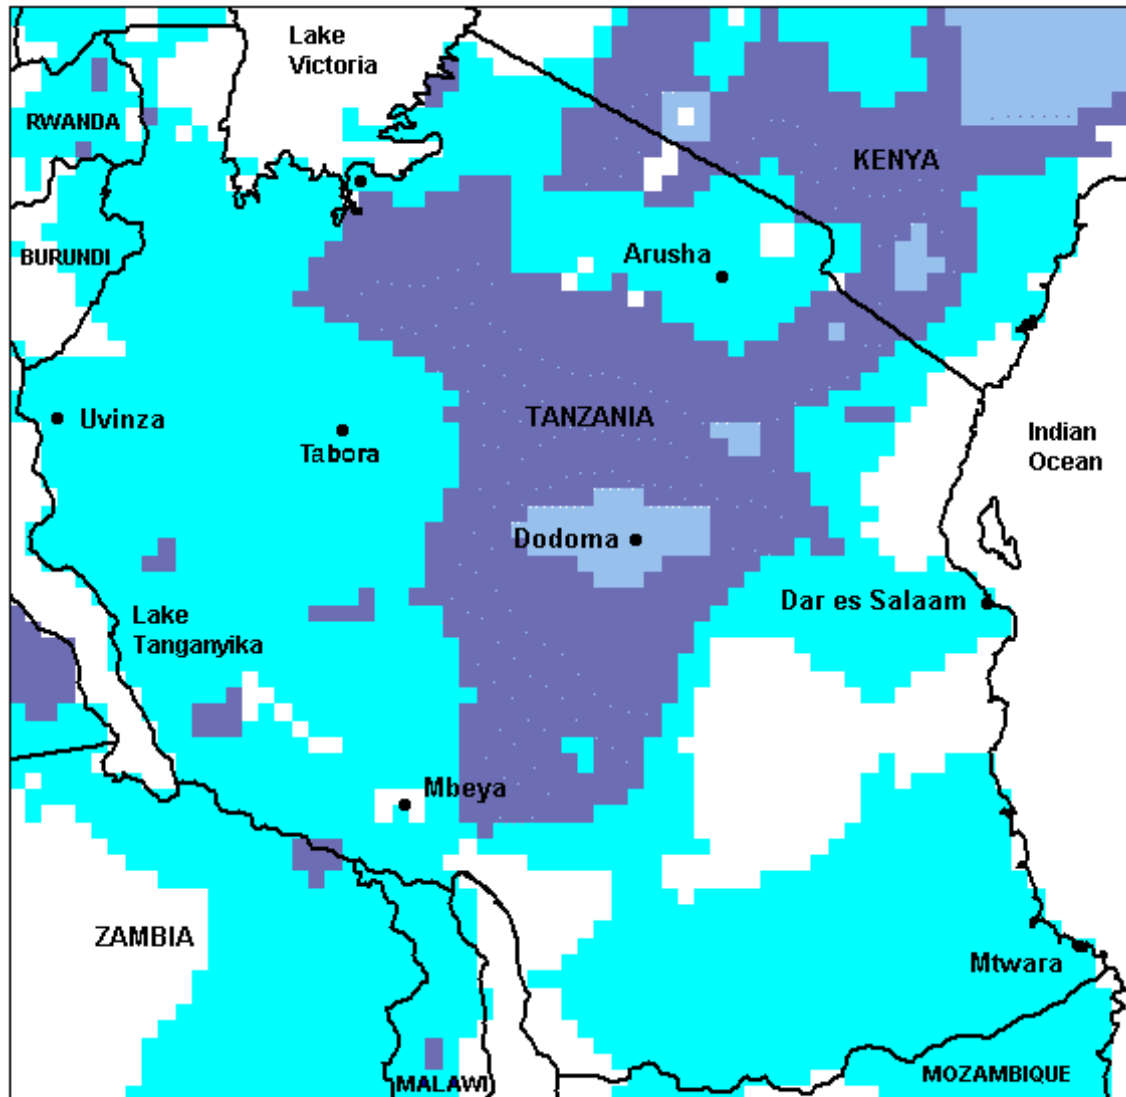 Lake
Victoria
RWANDA
KENYA
BURUNDI
Arusha
Uvinza
TANZANIA
Tabora
Indian
Ocean
Dodoma
Dar es Salaam
Lake
Tanganyika
Mbeya
ZAMBIA
Mtwara
MALAWI
MOZAMBIQUE